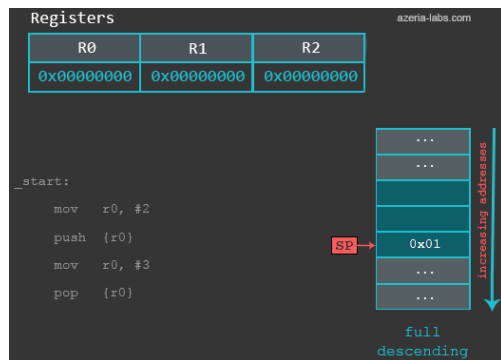 Registers
azeria-labs.com
R0 R1 R2
0x00000000 0x00000000 0x00000000
...
...
_start:
mov r0, #2
push {r0}
SP 0x01
mov r0, #3
...
pop {r0}
...
increasing addresses
full
descending